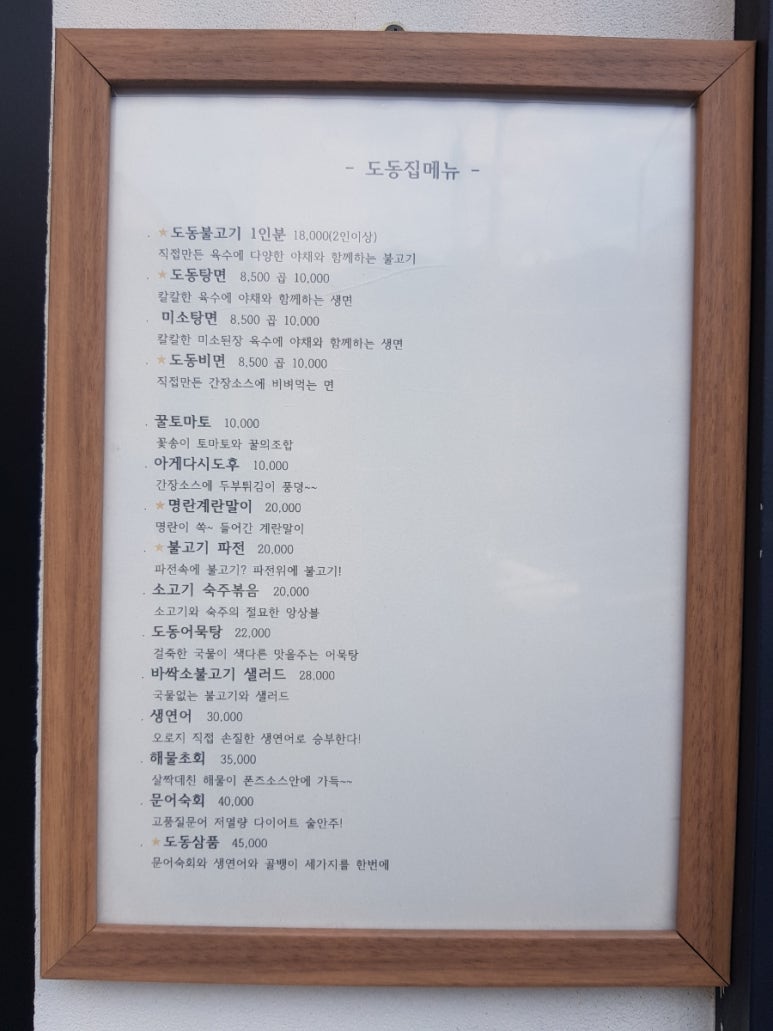 - 도동집메뉴 -
. ★도동불고기 1인분 18,000(2인이상)
직접만든 육수에 다양한 야채와 함께하는 불고기
. ★도동탕면 8,500 곱 10,000
칼칼한 육수에 야채와 함께하는 생면
. 미소탕면 8,500 곱 10,000
칼칼한 미소된장 육수에 야채와 함께하는 생면
. ★도동비면 8,500 곱 10,000
직접만든 간장소스에 비벼먹는 면
. 꿀토마토 10,000
꽃송이 토마토와 꿀의조합
. 아게다시도후 10,000
간장소스에 두부튀김이 퐁덩~~
. ★명란계란말이 20,000
명란이 쏙~ 들어간 계란말이
. ★불고기 파전 20,000
파전속에 불고기? 파전위에 불고기!
. 소고기 숙주볶음 20,000
소고기와 숙주의 절묘한 앙상블
. 도동어묵탕 22,000
걸죽한 국물이 색다른 맛을주는 어묵탕
. 바싹소불고기 샐러드 28,000
국물없는 불고기와 샐러드
. 생연어 30,000
오로지 직접 손질한 생연어로 승부한다!
. 해물초회 35,000
살짝데친 해물이 폰즈소스안에 가득~~
. 문어숙회 40,000
고품질문어 저열량 다이어트 술안주!
. ★도동삼품 45,000
문어숙회와 생연어와 골뱅이 세가지를 한번에